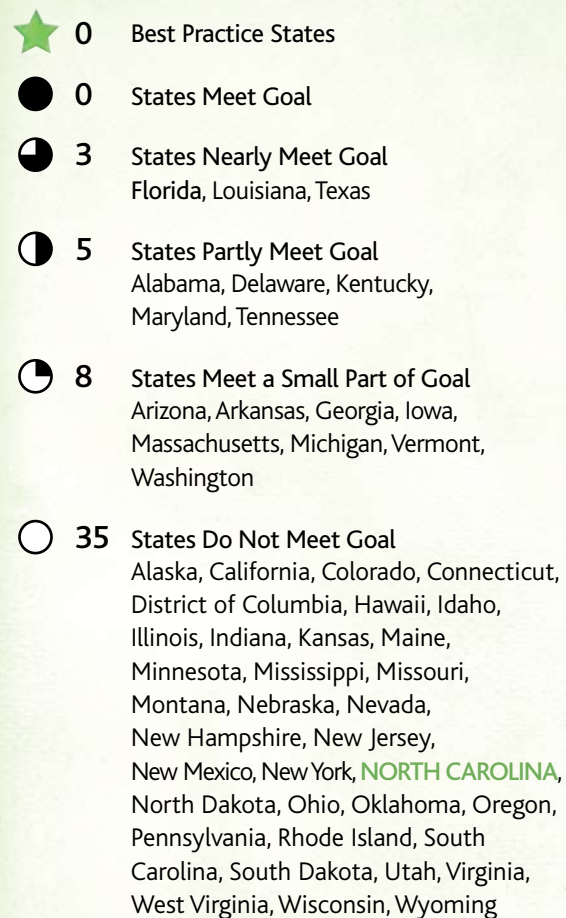 0 Best Practice States
0 States Meet Goal
3 States Nearly Meet Goal
Florida, Louisiana, Texas
5 States Partly Meet Goal
Alabama, Delaware, Kentucky,
Maryland, Tennessee
8 States Meet a Small Part of Goal
Arizona, Arkansas, Georgia, Iowa,
Massachusetts, Michigan, Vermont,
Washington
35 States Do Not Meet Goal
Alaska, California, Colorado, Connecticut,
District of Columbia, Hawaii, Idaho,
Illinois, Indiana, Kansas, Maine,
Minnesota, Mississippi, Missouri,
Montana, Nebraska, Nevada,
New Hampshire, New Jersey,
New Mexico, New York, NORTH CAROLINA,
North Dakota, Ohio, Oklahoma, Oregon,
Pennsylvania, Rhode Island, South
Carolina, South Dakota, Utah, Virginia,
West Virginia, Wisconsin, Wyoming